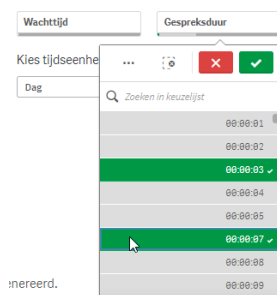 Wachttijd
Gespreksduur
Kies tijdseenhe
Dag
Zoeken in keuzelijst
00:00:01
00:00:02
00:00:03
00:00:04
00:00:05
00:00:07
00:00:08
00:00:09
enereerd.